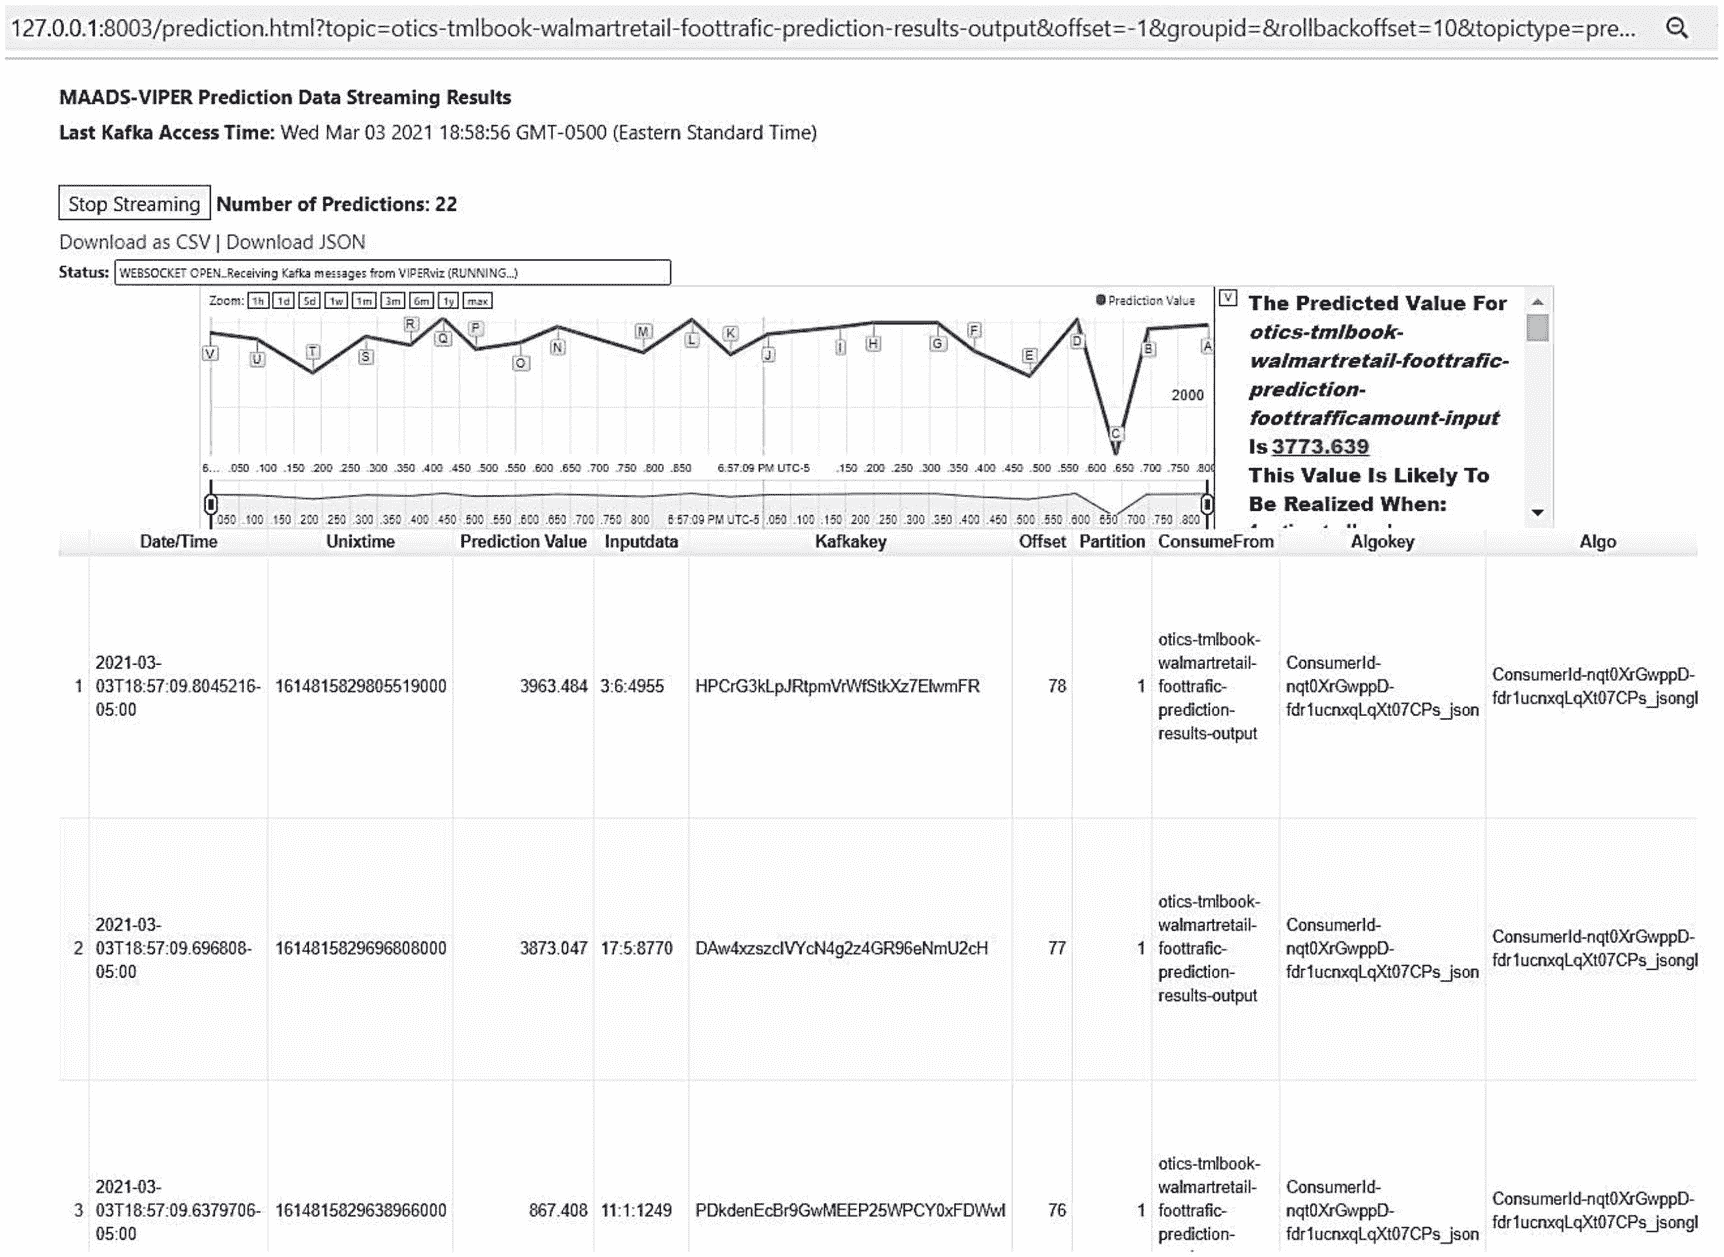 127.0.0.1:8003/prediction.html?topic=otics-tmlbook-walmartretail-foottrafic-prediction-results-output&offset=-1&groupid=&rollbackoffset=10&topictype=pre...
MAADS-VIPER Prediction Data Streaming Results
Last Kafka Access Time: Wed Mar 03 2021 18:58:56 GMT-0500 (Eastern Standard Time)
Stop Streaming Number of Predictions: 22
Download as CSV | Download JSON
Status: WEBSOCKET OPEN..Receiving Kafka messages from VIPERviz (RUNNING...)
Zoom: 1h 1d 5d 1w 1m 3m 6m 1y max
Prediction Value
V U T S R Q P O N M L K J I H G F E D C B A
2000
6... .050 .100 .150 .200 .250 .300 .350 .400 .450 .500 .550 .600 .650 .700 .750 .800 .850 6:57:09 PM UTC-5 .150 .200 .250 .300 .350 .400 .450 .500 .550 .600 .650 .700 .750 .800
.050 .100 .150 .200 .250 .300 .350 .400 .450 .500 .550 .600 .650 .700 .750 .800 6:57:09 PM UTC-5 .050 .100 .150 .200 .250 .300 .350 .400 .450 .500 .550 .600 .650 .700 .750 .800
V The Predicted Value For
otics-tmlbook-
walmartretail-foottrafic-
prediction-
foottrafficamount-input
Is 3773.639
This Value Is Likely To
Be Realized When:
Date/Time Unixtime Prediction Value Inputdata Kafkakey Offset Partition ConsumeFrom Algokey Algo
1
2021-03-
03T18:57:09.8045216-
05:00
1614815829805519000
3963.484
3:6:4955
HPCrG3kLpJRtpmVrWfStkXz7ElwmFR
78
1
otics-tmlbook-
walmartretail-
foottrafic-
prediction-
results-output
ConsumerId-
nqt0XrGwppD-
fdr1ucnxqLqXt07CPs_json
ConsumerId-nqt0XrGwppD-
fdr1ucnxqLqXt07CPs_jsongl
2
2021-03-
03T18:57:09.696808-
05:00
1614815829696808000
3873.047
17:5:8770
DAw4xzszclVYcN4g2z4GR96eNmU2cH
77
1
otics-tmlbook-
walmartretail-
foottrafic-
prediction-
results-output
ConsumerId-
nqt0XrGwppD-
fdr1ucnxqLqXt07CPs_json
ConsumerId-nqt0XrGwppD-
fdr1ucnxqLqXt07CPs_jsongl
3
2021-03-
03T18:57:09.6379706-
05:00
1614815829638966000
867.408
11:1:1249
PDkdenEcBr9GwMEEP25WPCY0xFDWwl
76
1
otics-tmlbook-
walmartretail-
foottrafic-
prediction-
ConsumerId-
nqt0XrGwppD-
fdr1ucnxqLqXt07CPs_json
ConsumerId-nqt0XrGwppD-
fdr1ucnxqLqXt07CPs_jsongl